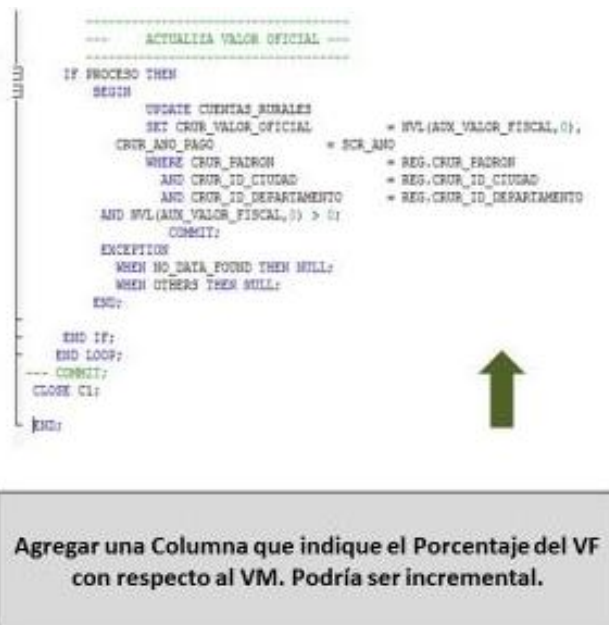 -----------------------------------
--- ACTUALIZA VALOR OFICIAL ---
-----------------------------------
IF PROCESO THEN
BEGIN
UPDATE CUENTAS_RURALES
SET CRUR_VALOR_OFICIAL = NVL(AUX_VALOR_FISCAL,0),
CRUR_ANO_PAGO = SCR_ANO
WHERE CRUR_PADRON = REG.CRUR_PADRON
AND CRUR_ID_CIUDAD = REG.CRUR_ID_CIUDAD
AND CRUR_ID_DEPARTAMENTO = REG.CRUR_ID_DEPARTAMENTO
AND NVL(AUX_VALOR_FISCAL,0) > 0;
COMMIT;
EXCEPTION
WHEN NO_DATA_FOUND THEN NULL;
WHEN OTHERS THEN NULL;
END;
END IF;
END LOOP;
--- COMMIT;
CLOSE C1;
END;
Agregar una Columna que indique el Porcentaje del VF
con respecto al VM. Podría ser incremental.